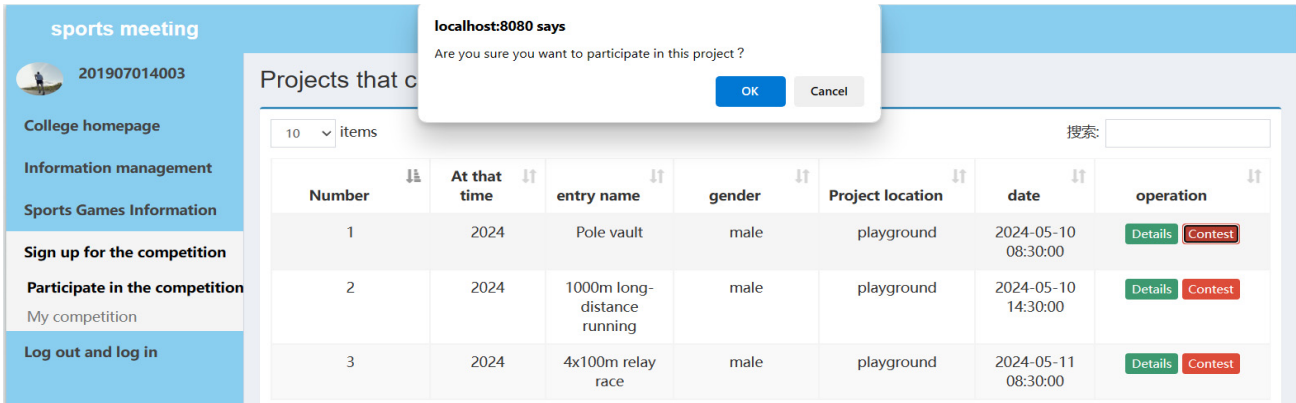 sports meeting
localhost:8080 says
Are you sure you want to participate in this project？
OK Cancel
201907014003
Projects that c
College homepage
Information management
Sports Games Information
Sign up for the competition
Participate in the competition
My competition
Log out and log in
10 items
搜索:
Number At that time entry name gender Project location date operation
1 2024 Pole vault male playground 2024-05-10 08:30:00 Details Contest
2 2024 1000m long-distance running male playground 2024-05-10 14:30:00 Details Contest
3 2024 4x100m relay race male playground 2024-05-11 08:30:00 Details Contest